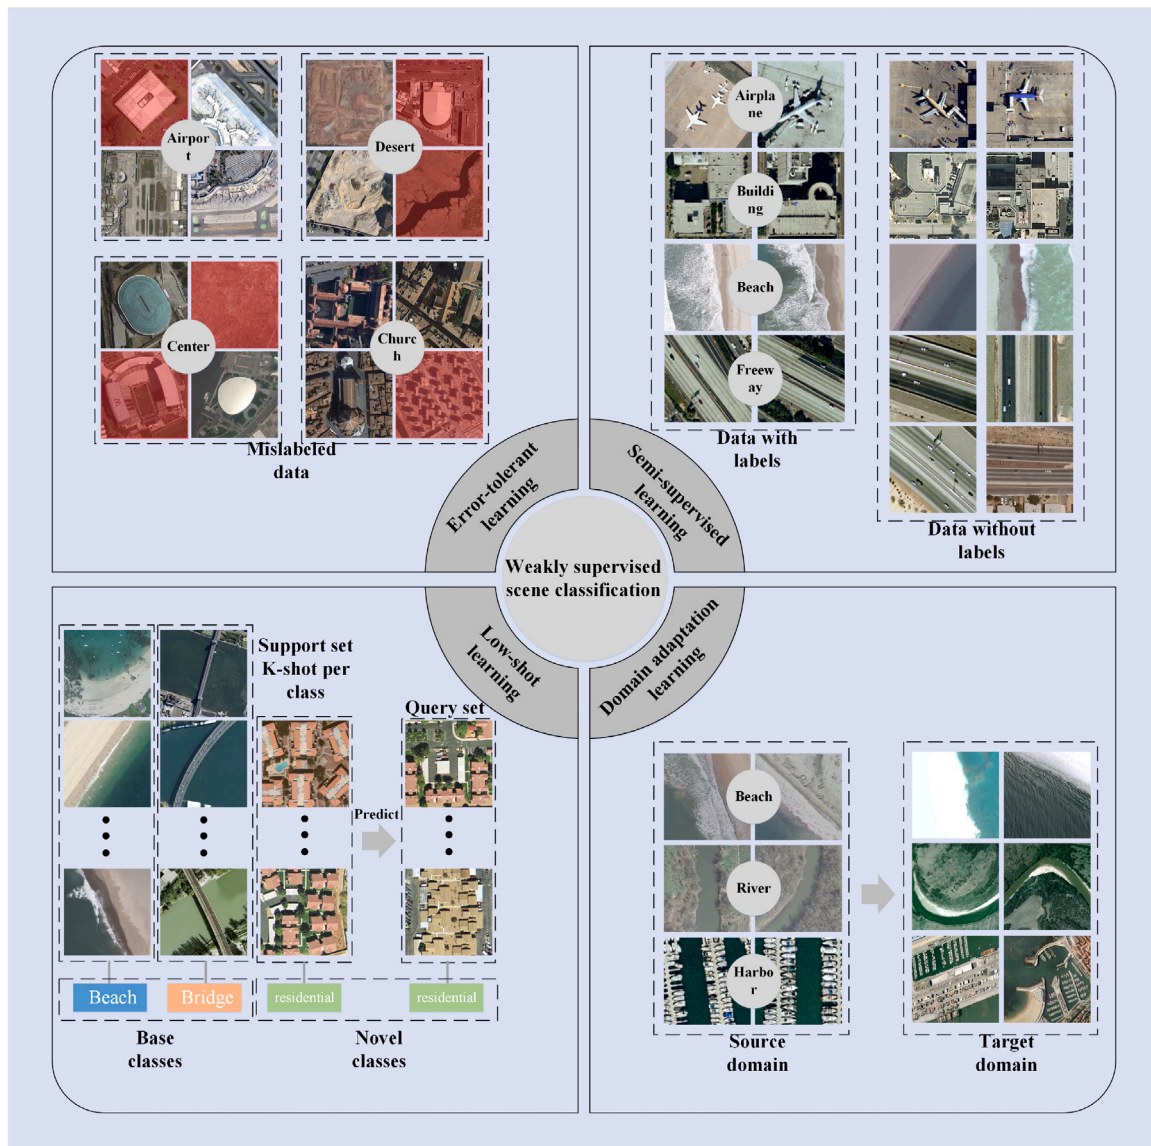 Airpor
t
Desert
Center
Churc
h
Mislabeled
data
Airpla
ne
Buildi
ng
Beach
Freew
ay
Data with
labels
Data without
labels
Error-tolerant
learning
Semi-supervised
learning
Weakly supervised
scene classification
Low-shot
learning
Domain adaptation
learning
Support set
K-shot per
class
Query set
Predict
Beach
Bridge
residential
residential
Base
classes
Novel
classes
Beach
River
Harbo
r
Source
domain
Target
domain